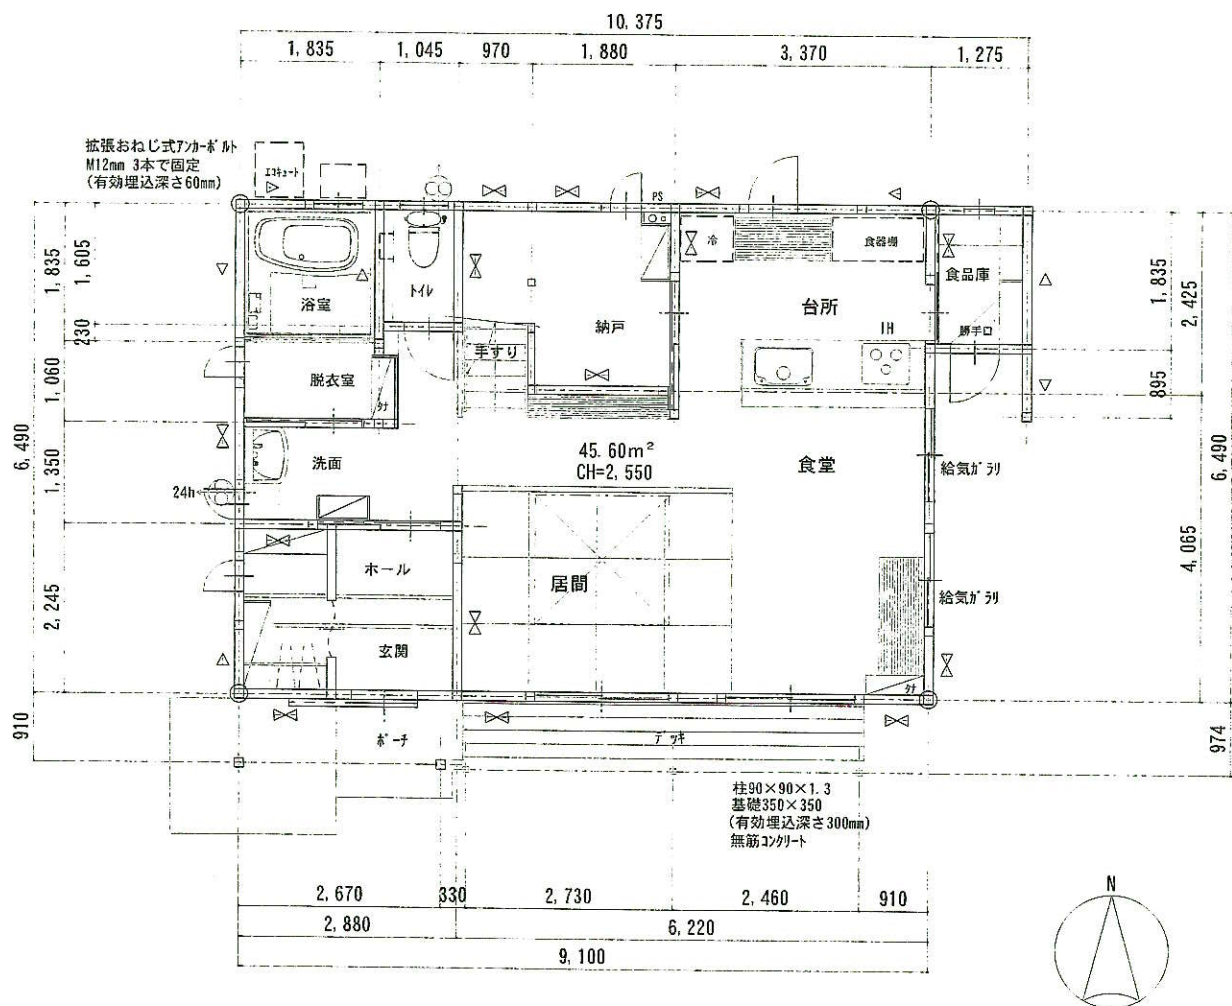 10,375
1,835 1,045 970 1,880 3,370 1,275
拡張おねじ式アンカーボルト
M12mm 3本で固定
(有効埋込深さ60mm)
エコキュート
PS
冷
食器棚
食品庫
浴室
トイレ
納戸
台所
IH
勝手口
手すり
脱衣室
タナ
洗面
45.60m²
CH=2,550
食堂
給気ガラリ
24h
ホール
居間
給気ガラリ
玄関
タナ
ポーチ
デッキ
柱90×90×1.3
基礎350×350
(有効埋込深さ300mm)
無筋コンクリート
6,490
910
1,835
1,060
1,350
2,245
1,605
230
1,835
895
2,425
4,065
6,490
974
2,670 330 2,730 2,460 910
2,880 6,220
9,100
N